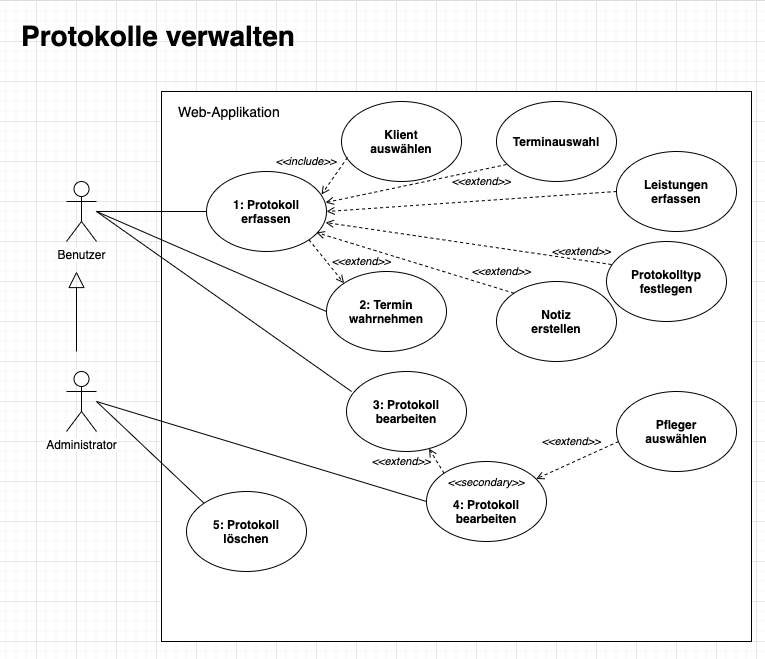 Protokolle verwalten
Web-Applikation
Klient
auswählen
Terminauswahl
<<include>>
<<extend>>
Leistungen
erfassen
1: Protokoll
erfassen
Benutzer
<<extend>>
<<extend>>
<<extend>>
Protokolltyp
festlegen
2: Termin
wahrnehmen
Notiz
erstellen
3: Protokoll
bearbeiten
Pfleger
auswählen
Administrator
<<extend>>
<<extend>>
<<secondary>>
4: Protokoll
bearbeiten
5: Protokoll
löschen